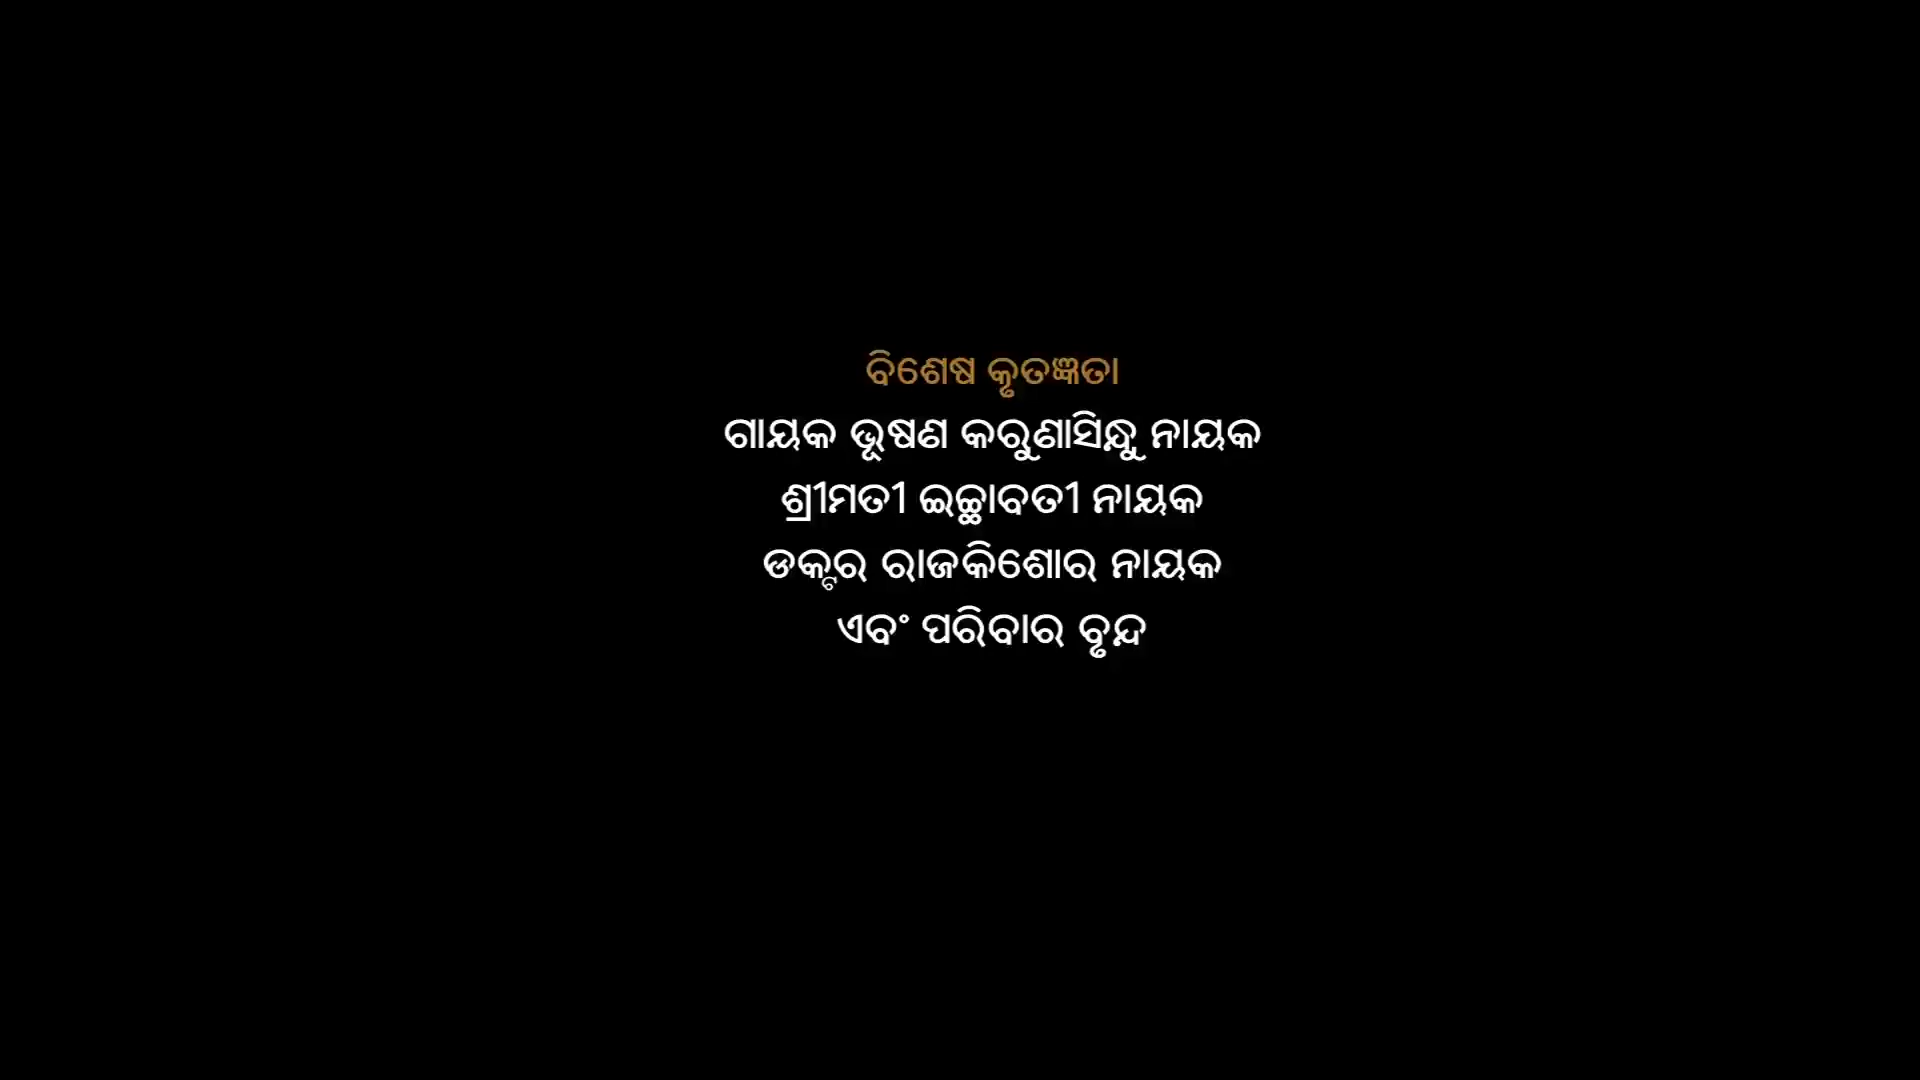 ବିଶେଷ କୃତଜ୍ଞତା
ଗାୟକ ଭୂଷଣ କରୁଣାସିନ୍ଧୁ ନାୟକ
ଶ୍ରୀମତୀ ଇଚ୍ଛାବତୀ ନାୟକ
ଡକ୍ଟର ରାଜକିଶୋର ନାୟକ
ଏବଂ ପରିବାର ବୃନ୍ଦ